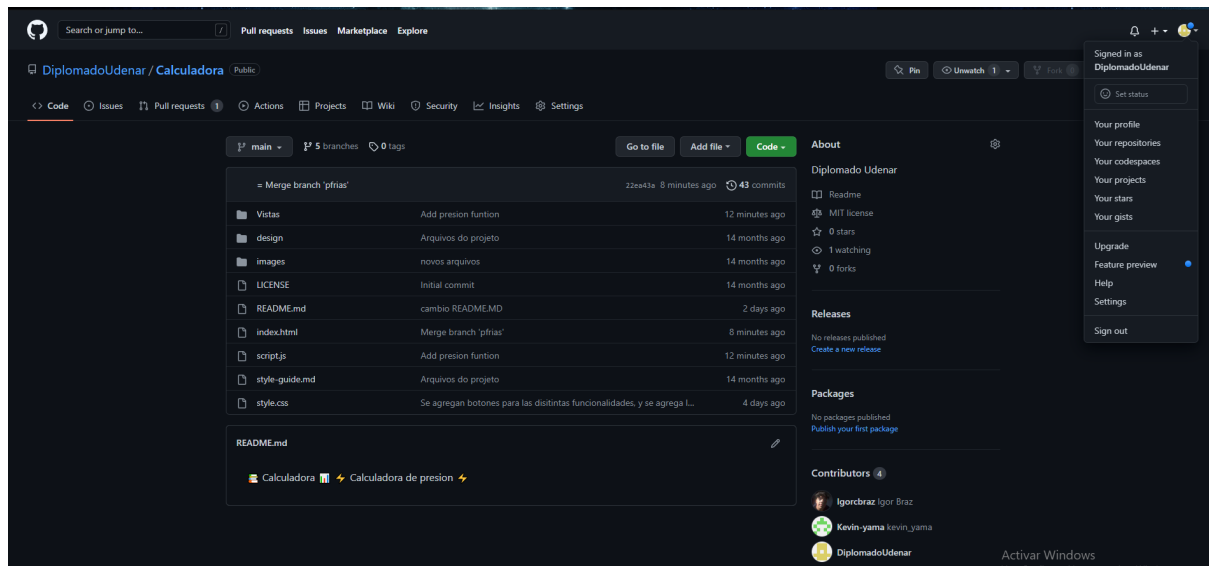 Search or jump to... / Pull requests Issues Marketplace Explore
Signed in as
DiplomadoUdenar
Set status
Your profile
Your repositories
Your codespaces
Your projects
Your stars
Your gists
Upgrade
Feature preview
Help
Settings
Sign out
DiplomadoUdenar / Calculadora Public
Pin Unwatch 1 Fork 0
Code Issues Pull requests 1 Actions Projects Wiki Security Insights Settings
main 5 branches 0 tags Go to file Add file Code
= Merge branch 'pfrias' 22ea43a 8 minutes ago 43 commits
Vistas Add presion funtion 12 minutes ago
design Arquivos do projeto 14 months ago
images novos arquivos 14 months ago
LICENSE Initial commit 14 months ago
README.md cambio README.MD 2 days ago
index.html Merge branch 'pfrias' 8 minutes ago
script.js Add presion funtion 12 minutes ago
style-guide.md Arquivos do projeto 14 months ago
style.css Se agregan botones para las disitintas funcionalidades, y se agrega l... 4 days ago
README.md
Calculadora Calculadora de presion
About
Diplomado Udenar
Readme
MIT license
0 stars
1 watching
0 forks
Releases
No releases published
Create a new release
Packages
No packages published
Publish your first package
Contributors 4
Igorcbraz Igor Braz
Kevin-yama kevin_yama
DiplomadoUdenar
Activar Windows